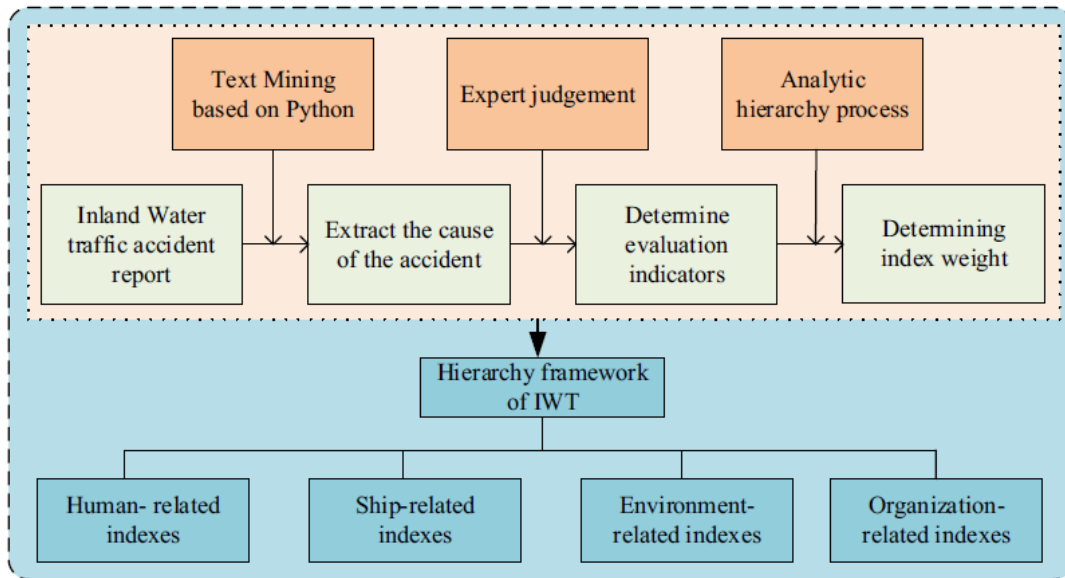 Text Mining
based on Python
Expert judgement
Analytic
hierarchy process
Inland Water
traffic accident
report
Extract the cause
of the accident
Determine
evaluation
indicators
Determining
index weight
Hierarchy framework
of IWT
Human- related
indexes
Ship-related
indexes
Environment-
related indexes
Organization-
related indexes